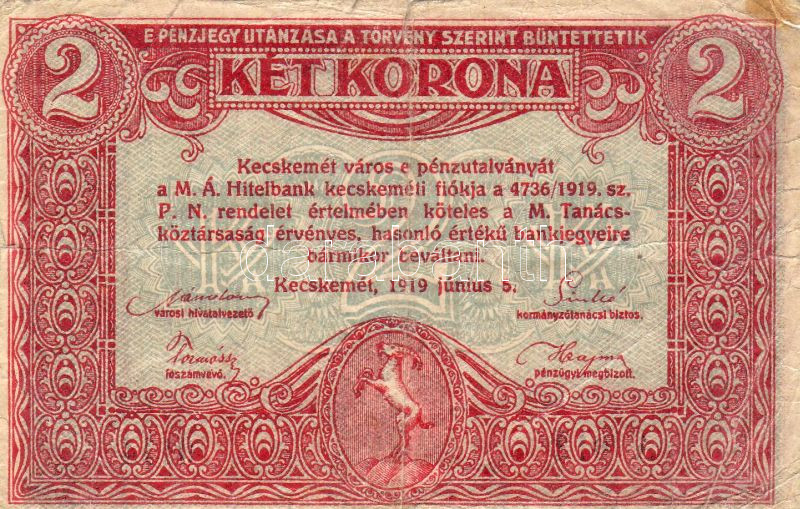 E PÉNZJEGY UTÁNZÁSA A TÖRVÉNY SZERINT BÜNTETTETIK
2 KÉT KORONA 2
Kecskemét város e pénzutalványát
a M. Á. Hitelbank kecskeméti fiókja a 4736/1919. sz.
P. N. rendelet értelmében köteles a M. Tanács-
köztársaság érvényes, hasonló értékű bankjegyeire
bármikor beváltani.
Kecskemét, 1919 június 5.
városi hivatalvezető kormányzótanácsi biztos.
főszámvevő. pénzügyi megbízott.